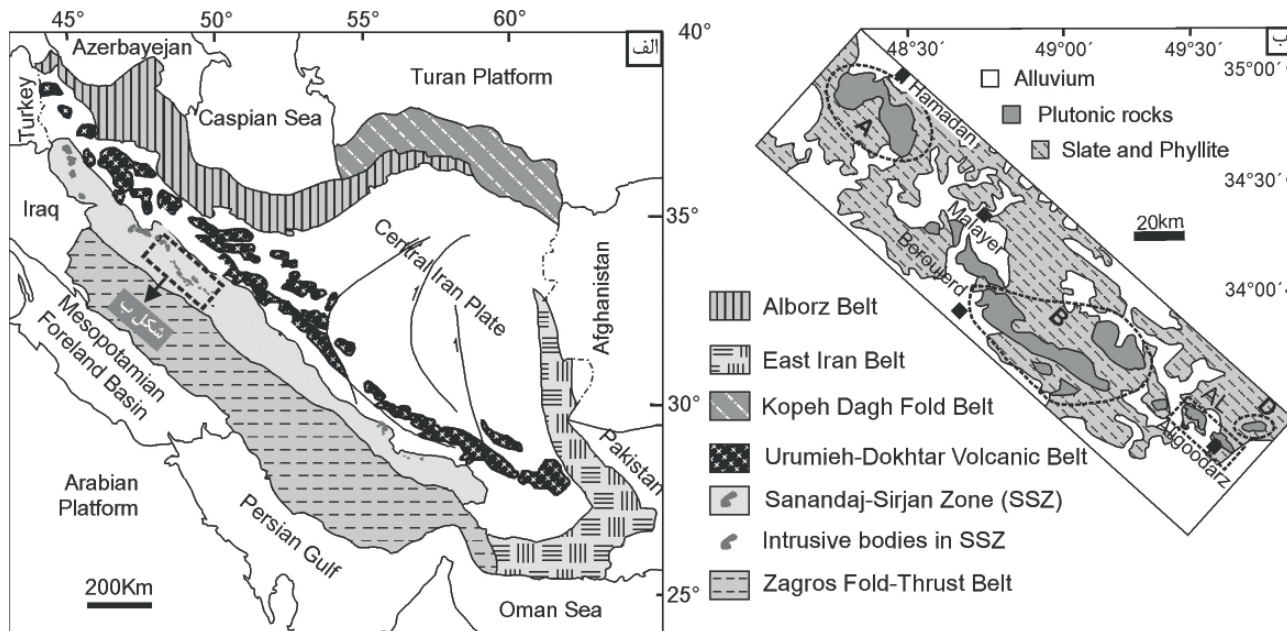 45°
50°
55°
60°
40°
35°
30°
25°
الف
Azerbayejan
Turkey
Caspian Sea
Turan Platform
Iraq
Central Iran Plate
Afghanistan
شکل ب
Mesopotamian
Foreland Basin
Arabian
Platform
Persian Gulf
Pakistan
Oman Sea
200Km
Alborz Belt
East Iran Belt
Kopeh Dagh Fold Belt
Urumieh-Dokhtar Volcanic Belt
Sanandaj-Sirjan Zone (SSZ)
Intrusive bodies in SSZ
Zagros Fold-Thrust Belt
ب
48°30´
49°00´
49°30´
35°00´
34°30´
34°00´
Alluvium
Plutonic rocks
Slate and Phyllite
20km
Hamadan
A
Malayer
Boroujerd
B
Al
D
Aligoodarz